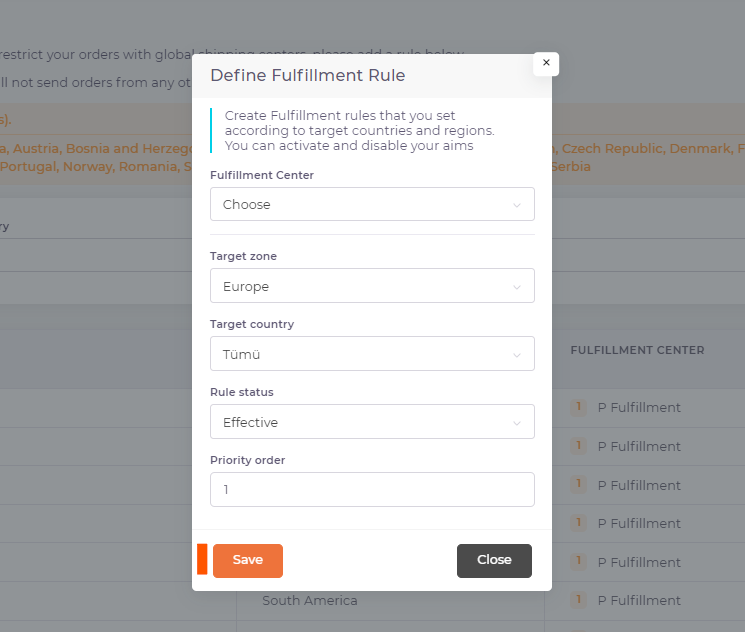 restrict your orders with global shipping centers, please add a rule below
ll not send orders from any ot
s).
a, Austria, Bosnia and Herzego
, Czech Republic, Denmark, F
Portugal, Norway, Romania, S
Serbia
ry
Define Fulfillment Rule
×
Create Fulfillment rules that you set
according to target countries and regions.
You can activate and disable your aims
Fulfillment Center
Choose
Target zone
Europe
Target country
Tümü
Rule status
Effective
Priority order
1
Save
Close
FULFILLMENT CENTER
1 P Fulfillment
1 P Fulfillment
1 P Fulfillment
1 P Fulfillment
1 P Fulfillment
South America
1 P Fulfillment